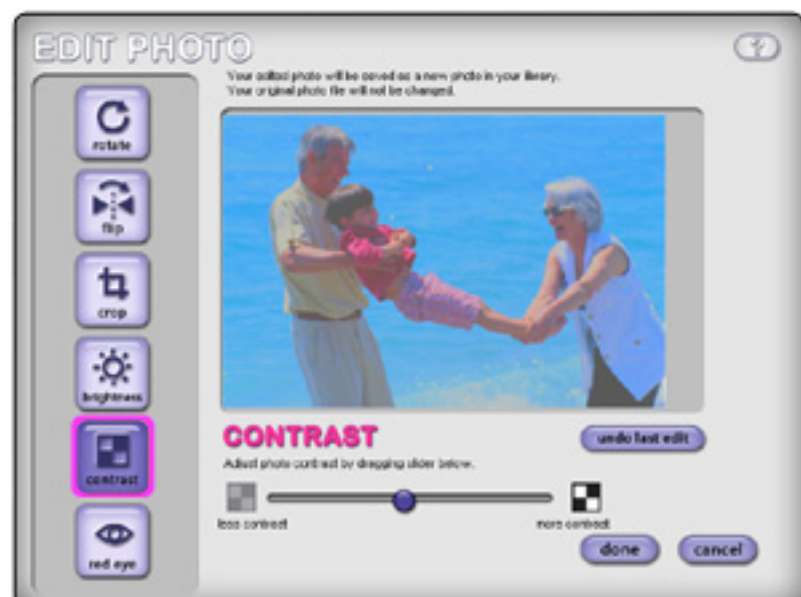 EDIT PHOTO
?
Your edited photo will be saved as a new photo in your library.
Your original photo file will not be changed.
rotate
flip
crop
brightness
contrast
red eye
CONTRAST
undo last edit
Adjust photo contrast by dragging slider below.
less contrast
more contrast
done
cancel